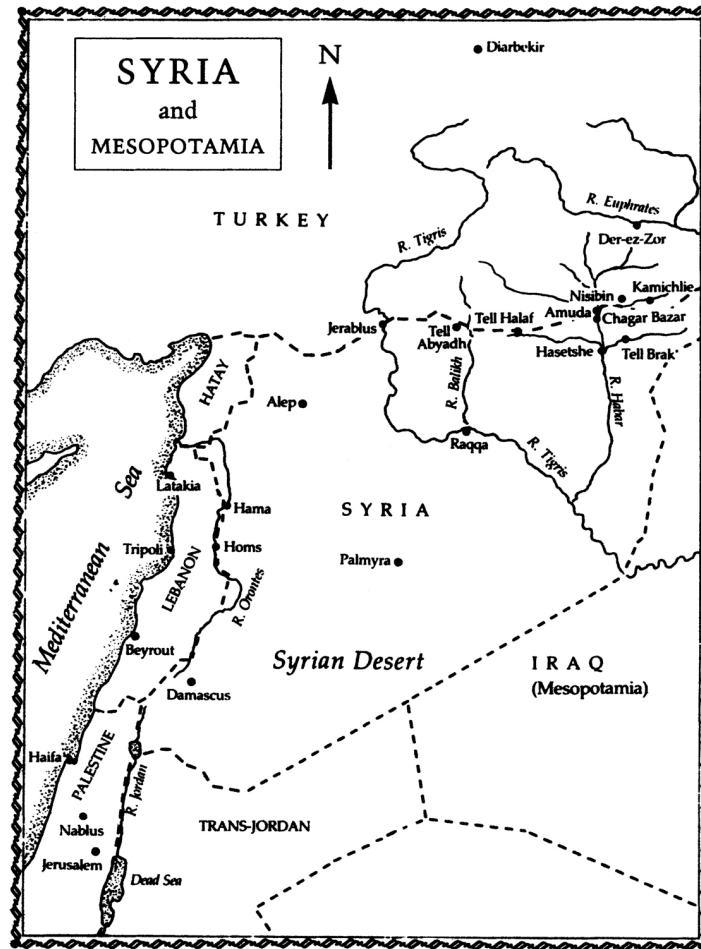 SYRIA
and
MESOPOTAMIA
N
Diarbekir
TURKEY
R. Tigris
R. Euphrates
Der-ez-Zor
Nisibin
Kamichlie
Amuda
Chagar Bazar
Jerablus
Tell
Abyadh
Tell Halaf
Hasetshe
Tell Brak
HATAY
Alep
R. Balikh
R. Habar
Raqqa
R. Tigris
Mediterranean Sea
Latakia
Hama
SYRIA
Tripoli
Homs
LEBANON
Palmyra
R. Orontes
Beyrout
Syrian Desert
IRAQ
(Mesopotamia)
Damascus
Haifa
PALESTINE
R. Jordan
Nablus
TRANS-JORDAN
Jerusalem
Dead Sea